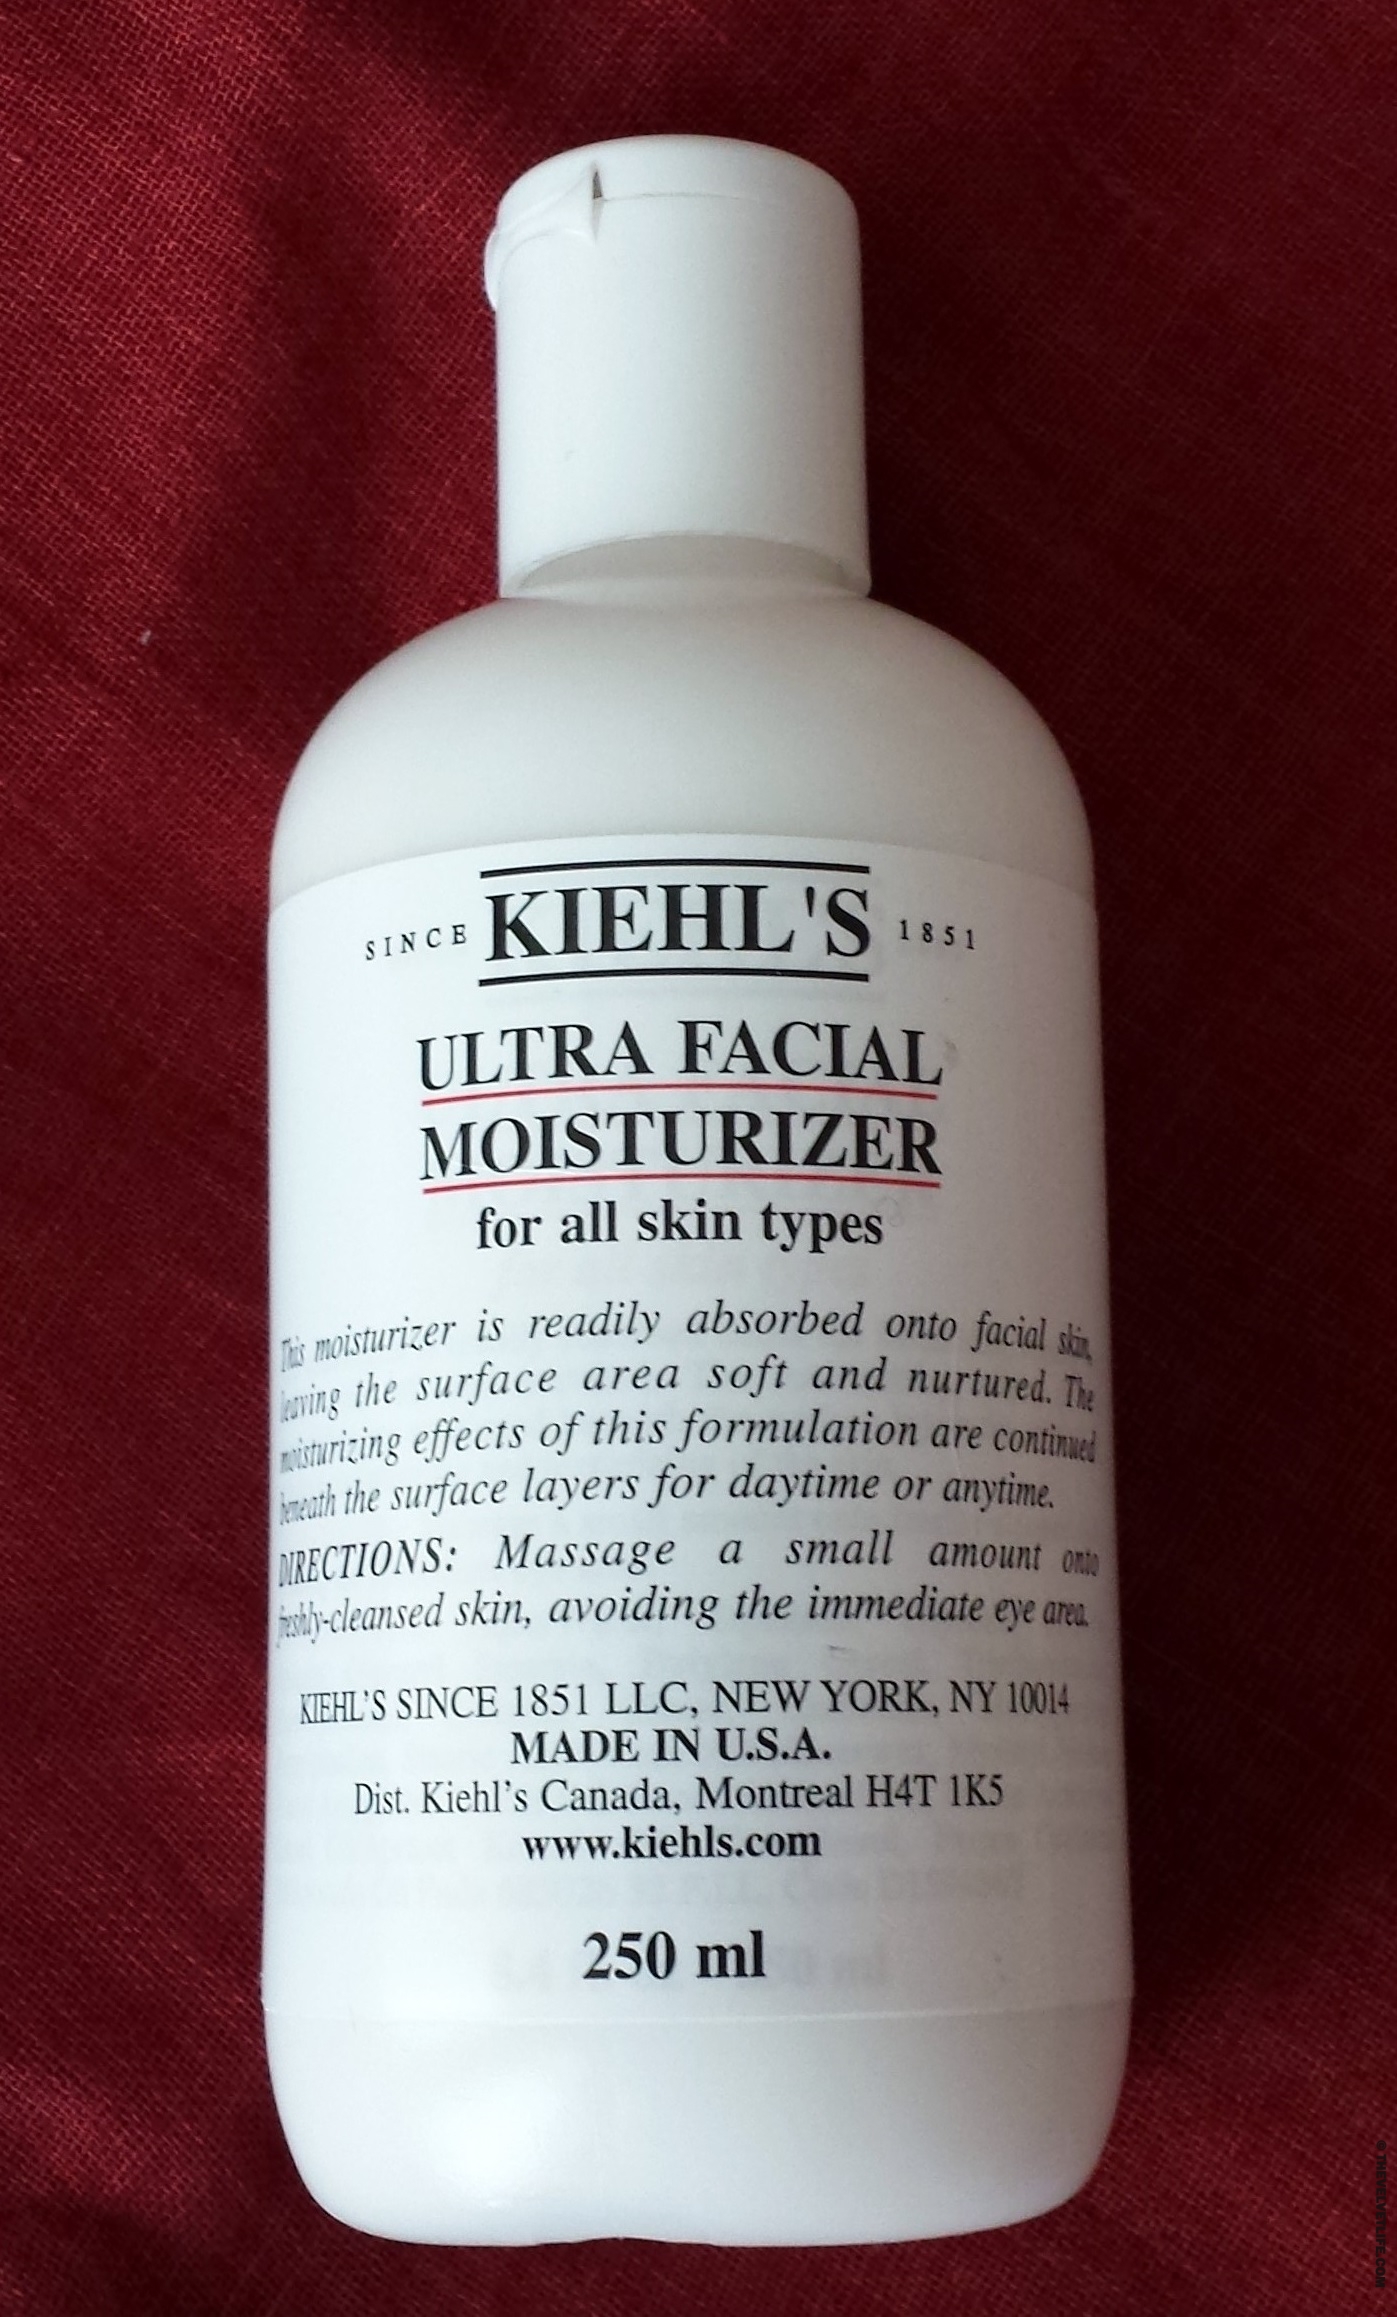 SINCE KIEHL'S 1851
ULTRA FACIAL
MOISTURIZER
for all skin types
This moisturizer is readily absorbed onto facial skin,
leaving the surface area soft and nurtured. The
moisturizing effects of this formulation are continued
beneath the surface layers for daytime or anytime.
DIRECTIONS: Massage a small amount onto
freshly-cleansed skin, avoiding the immediate eye area.
KIEHL'S SINCE 1851 LLC, NEW YORK, NY 10014
MADE IN U.S.A.
Dist. Kiehl's Canada, Montreal H4T 1K5
www.kiehls.com
250 ml
© THEVELVETLIFE.COM